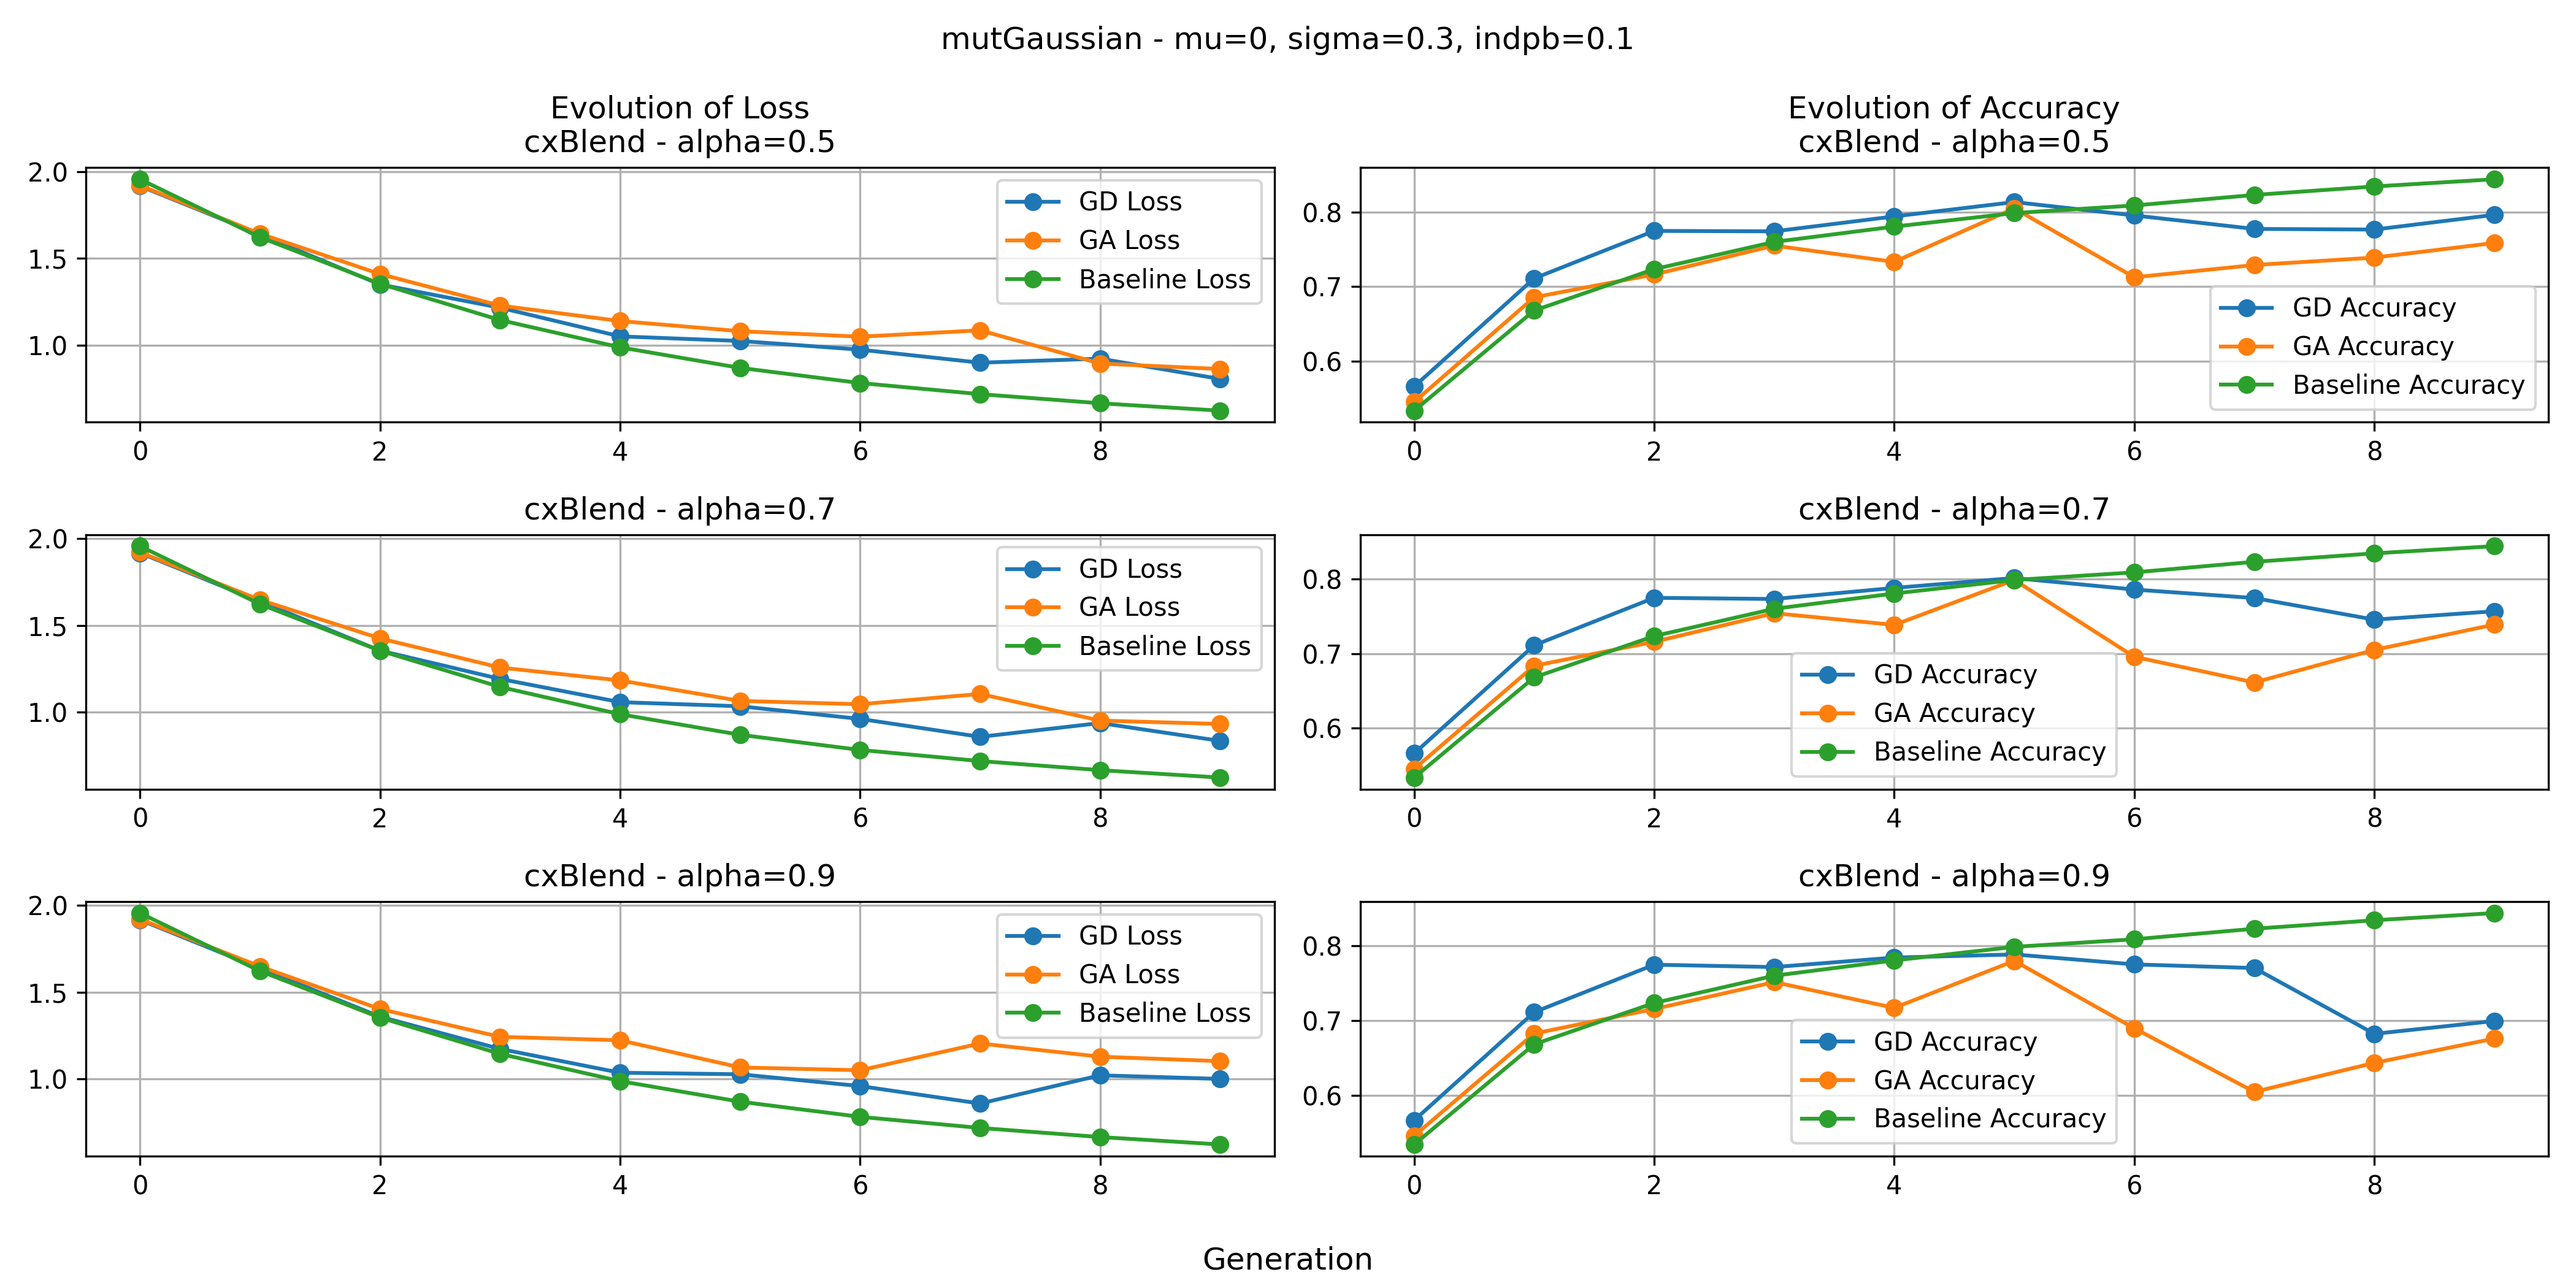 mutGaussian - mu=0, sigma=0.3, indpb=0.1
Evolution of Loss
cxBlend - alpha=0.5
2.0
1.5
1.0
0
2
4
6
8
GD Loss
GA Loss
Baseline Loss
Evolution of Accuracy
cxBlend - alpha=0.5
0.8
0.7
0.6
0
2
4
6
8
GD Accuracy
GA Accuracy
Baseline Accuracy
cxBlend - alpha=0.7
2.0
1.5
1.0
0
2
4
6
8
GD Loss
GA Loss
Baseline Loss
cxBlend - alpha=0.7
0.8
0.7
0.6
0
2
4
6
8
GD Accuracy
GA Accuracy
Baseline Accuracy
cxBlend - alpha=0.9
2.0
1.5
1.0
0
2
4
6
8
GD Loss
GA Loss
Baseline Loss
cxBlend - alpha=0.9
0.8
0.7
0.6
0
2
4
6
8
GD Accuracy
GA Accuracy
Baseline Accuracy
Generation